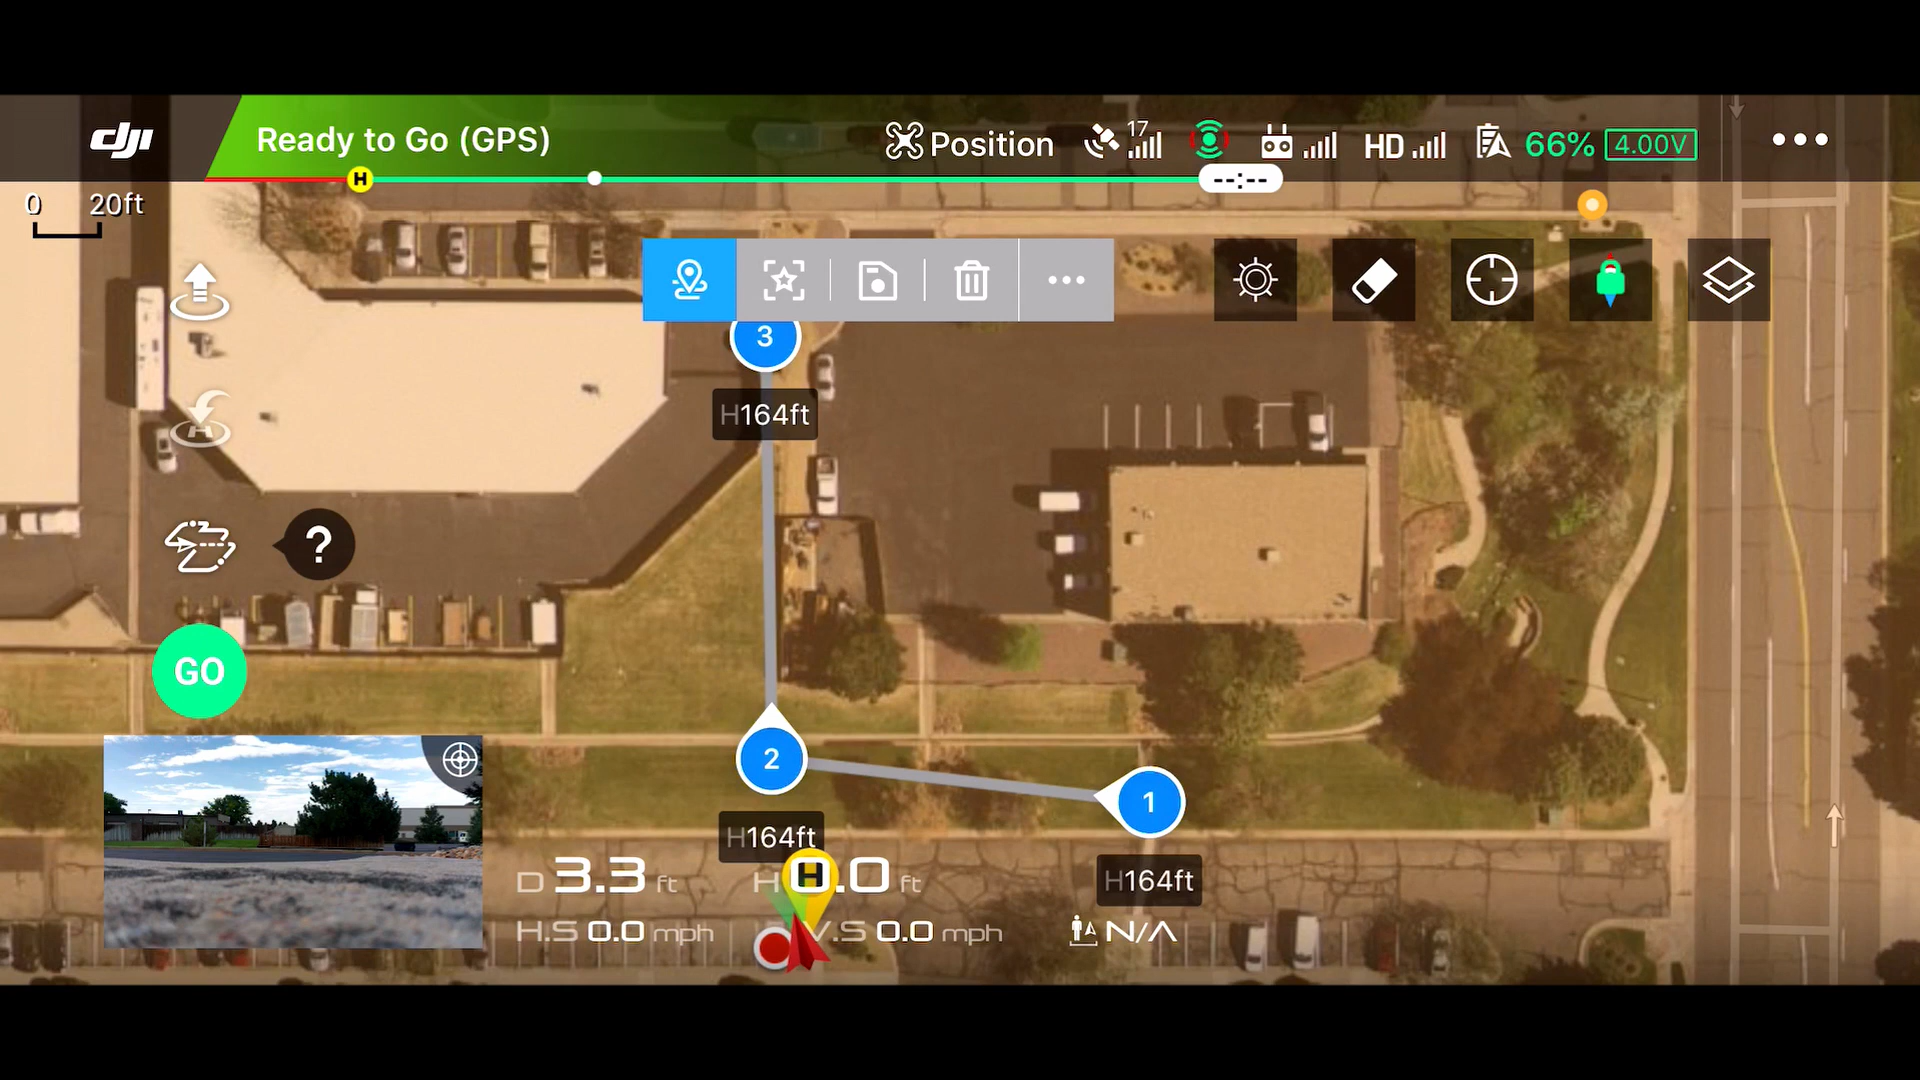 dji
Ready to Go (GPS)
Position
17
HD
66%
4.00V
H
--:--
0 20ft
3
H164ft
?
GO
2
H164ft
1
H164ft
D 3.3 ft
H 0.0 ft
H
H.S 0.0 mph
V.S 0.0 mph
N/A